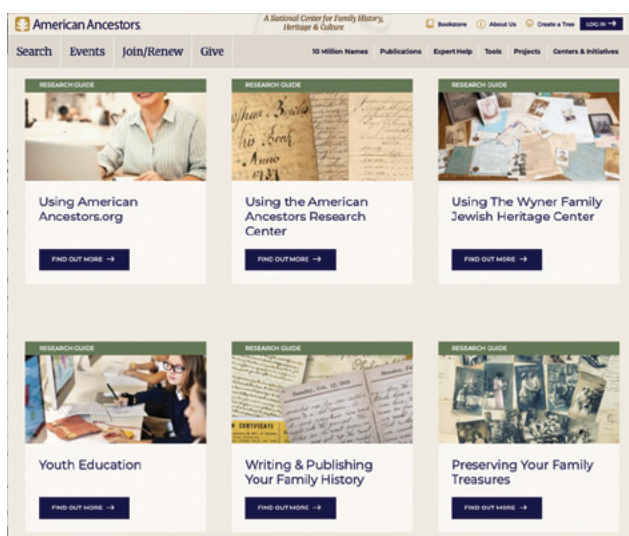 American Ancestors
A National Center for Family History,
Heritage & Culture
Bookstore About Us Create a Tree LOG IN →
Search Events Join/Renew Give
10 Million Names Publications Expert Help Tools Projects Centers & Initiatives
RESEARCH GUIDE
RESEARCH GUIDE
RESEARCH GUIDE
his Book
Anno
Using American
Ancestors.org
Using the American
Ancestors Research
Center
Using The Wyner Family
Jewish Heritage Center
FIND OUT MORE →
FIND OUT MORE →
FIND OUT MORE →
RESEARCH GUIDE
RESEARCH GUIDE
RESEARCH GUIDE
CERTIFICATE
Youth Education
Writing & Publishing
Your Family History
Preserving Your Family
Treasures
FIND OUT MORE →
FIND OUT MORE →
FIND OUT MORE →